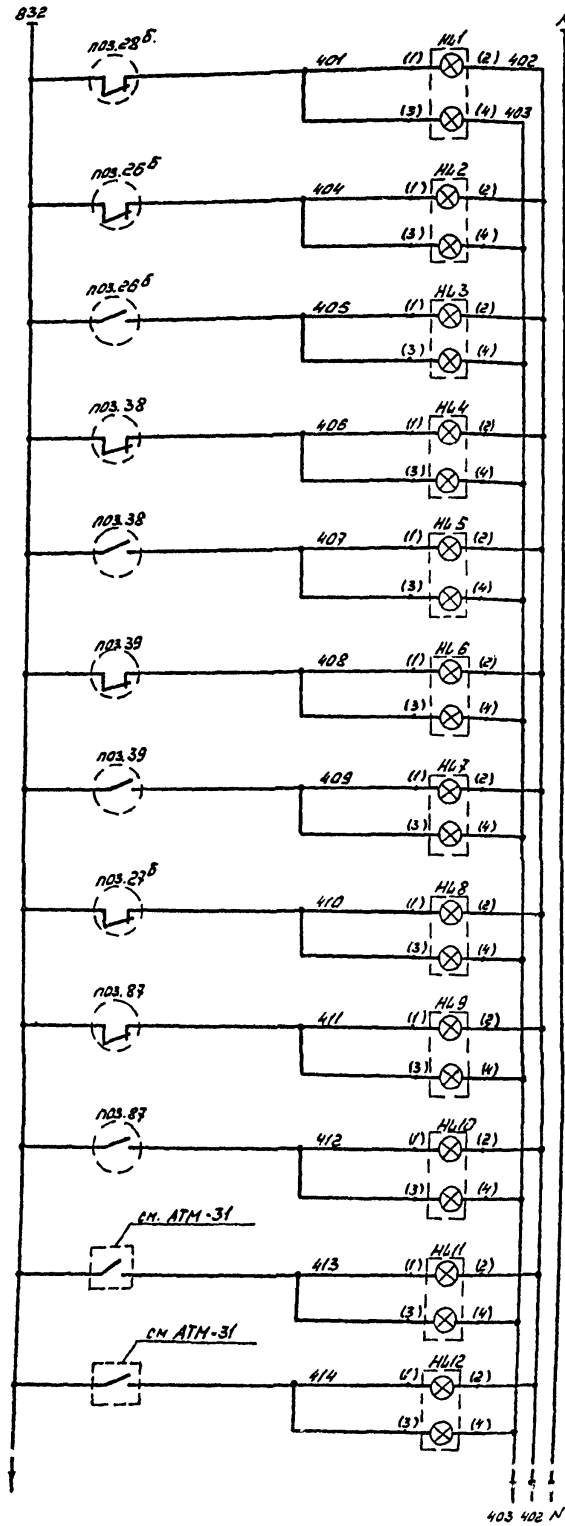 832
поз.28 Б.
401
(1)
HL1
(2)
402
(3)
(4)
403
поз.26 Б
404
(1)
HL2
(2)
(3)
(4)
поз.26 Б
405
(1)
HL3
(2)
(3)
(4)
поз.38
406
(1)
HL4
(2)
(3)
(4)
поз.38
407
(1)
HL5
(2)
(3)
(4)
поз.39
408
(1)
HL6
(2)
(3)
(4)
поз.39
409
(1)
HL7
(2)
(3)
(4)
поз.27 Б
410
(1)
HL8
(2)
(3)
(4)
поз.87
411
(1)
HL9
(2)
(3)
(4)
поз.87
412
(1)
HL10
(2)
(3)
(4)
см. АТМ-31
413
(1)
HL11
(2)
(3)
(4)
см АТМ-31
414
(1)
HL12
(2)
(3)
(4)
403 402 N